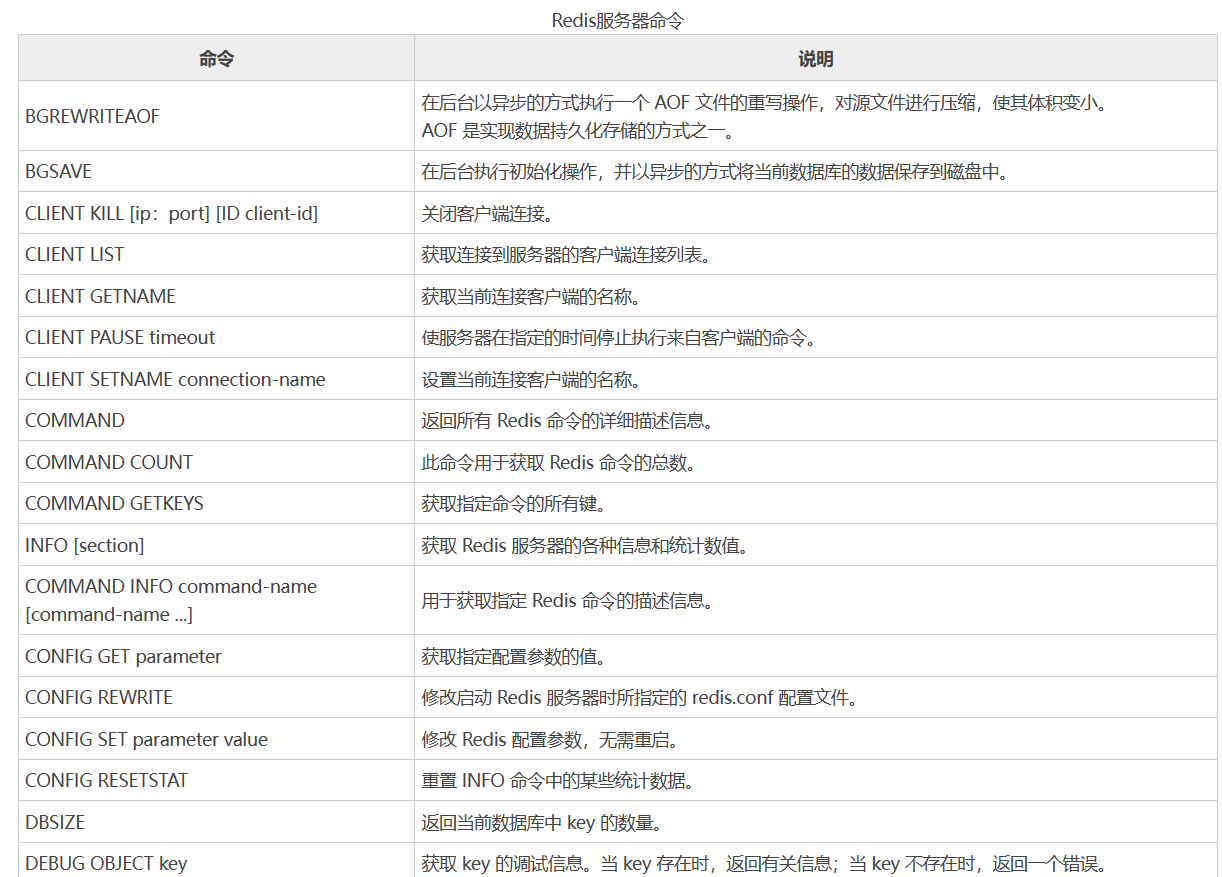 Redis服务器命令
命令 说明
BGREWRITEAOF 在后台以异步的方式执行一个 AOF 文件的重写操作，对源文件进行压缩，使其体积变小。
AOF 是实现数据持久化存储的方式之一。
BGSAVE 在后台执行初始化操作，并以异步的方式将当前数据库的数据保存到磁盘中。
CLIENT KILL [ip：port] [ID client-id] 关闭客户端连接。
CLIENT LIST 获取连接到服务器的客户端连接列表。
CLIENT GETNAME 获取当前连接客户端的名称。
CLIENT PAUSE timeout 使服务器在指定的时间停止执行来自客户端的命令。
CLIENT SETNAME connection-name 设置当前连接客户端的名称。
COMMAND 返回所有 Redis 命令的详细描述信息。
COMMAND COUNT 此命令用于获取 Redis 命令的总数。
COMMAND GETKEYS 获取指定命令的所有键。
INFO [section] 获取 Redis 服务器的各种信息和统计数值。
COMMAND INFO command-name
[command-name ...] 用于获取指定 Redis 命令的描述信息。
CONFIG GET parameter 获取指定配置参数的值。
CONFIG REWRITE 修改启动 Redis 服务器时所指定的 redis.conf 配置文件。
CONFIG SET parameter value 修改 Redis 配置参数，无需重启。
CONFIG RESETSTAT 重置 INFO 命令中的某些统计数据。
DBSIZE 返回当前数据库中 key 的数量。
DEBUG OBJECT key 获取 key 的调试信息。当 key 存在时，返回有关信息；当 key 不存在时，返回一个错误。